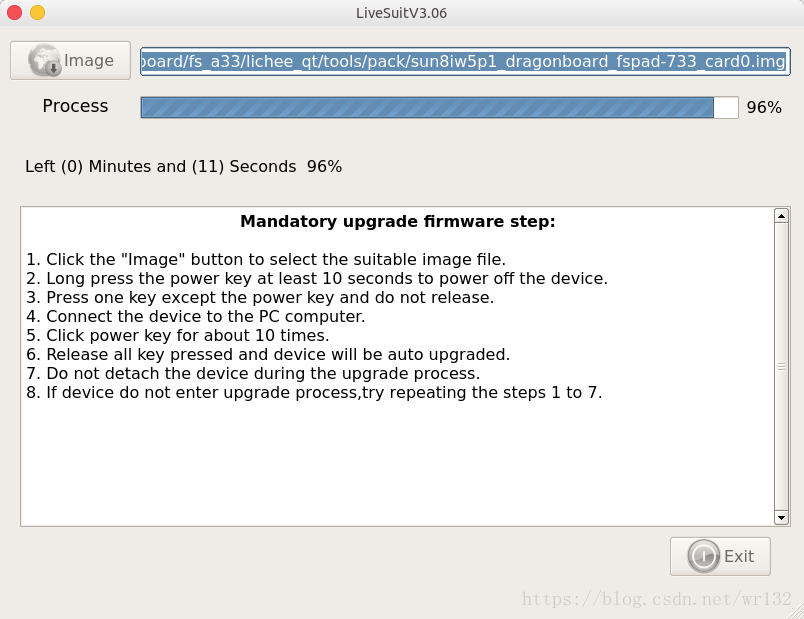 LiveSuitV3.06
Image
board/fs_a33/lichee_qt/tools/pack/sun8iw5p1_dragonboard_fspad-733_card0.img
Process
96%
Left (0) Minutes and (11) Seconds 96%
Mandatory upgrade firmware step:
1. Click the "Image" button to select the suitable image file.
2. Long press the power key at least 10 seconds to power off the device.
3. Press one key except the power key and do not release.
4. Connect the device to the PC computer.
5. Click power key for about 10 times.
6. Release all key pressed and device will be auto upgraded.
7. Do not detach the device during the upgrade process.
8. If device do not enter upgrade process,try repeating the steps 1 to 7.
Exit
https://blog.csdn.net/wr132